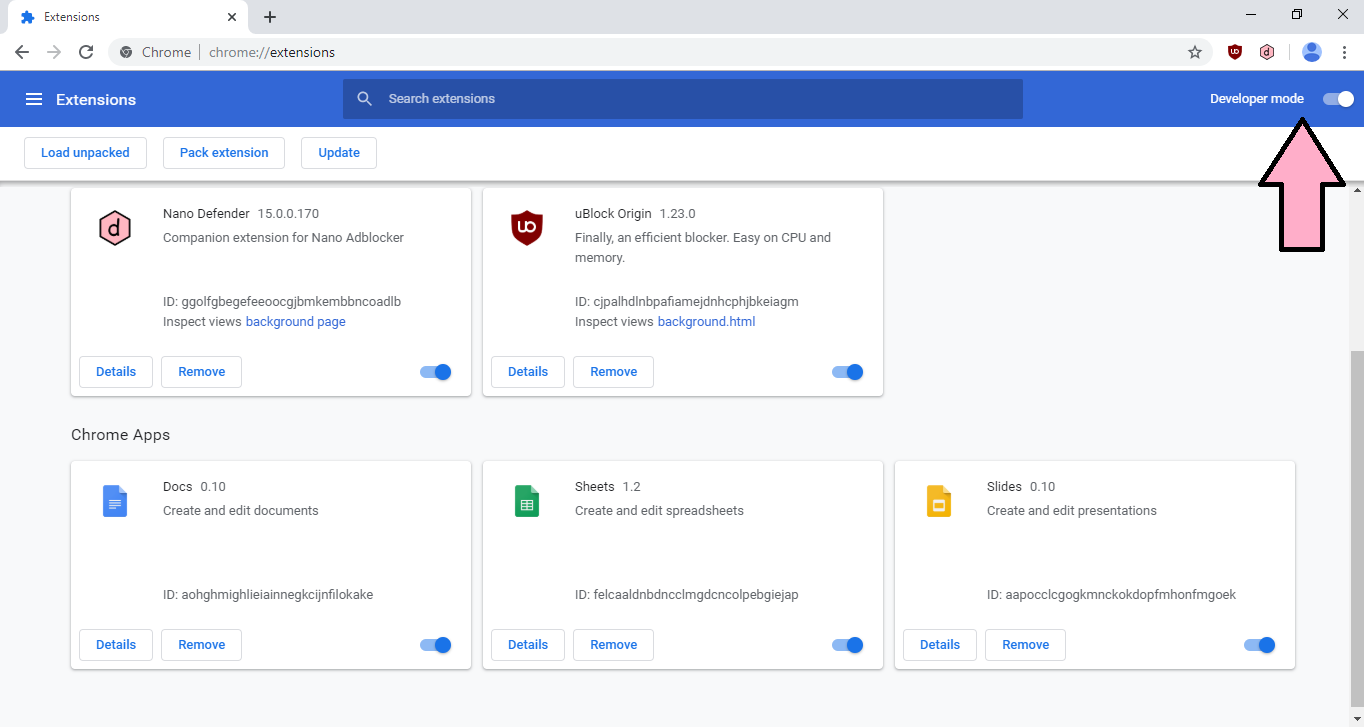 Extensions
Chrome chrome://extensions
Extensions
Search extensions
Developer mode
Load unpacked
Pack extension
Update
Nano Defender 15.0.0.170
Companion extension for Nano Adblocker
ID: ggolfgbegefeeoocgjbmkembbncoadlb
Inspect views background page
Details
Remove
uBlock Origin 1.23.0
Finally, an efficient blocker. Easy on CPU and
memory.
ID: cjpalhdlnbpafiamejdnhcphjbkeiagm
Inspect views background.html
Details
Remove
Chrome Apps
Docs 0.10
Create and edit documents
ID: aohghmighlieiainnegkcijnfilokake
Details
Remove
Sheets 1.2
Create and edit spreadsheets
ID: felcaaldnbdncclmgdcncolpebgiejap
Details
Remove
Slides 0.10
Create and edit presentations
ID: aapocclcgogkmnckokdopfmhonfmgoek
Details
Remove